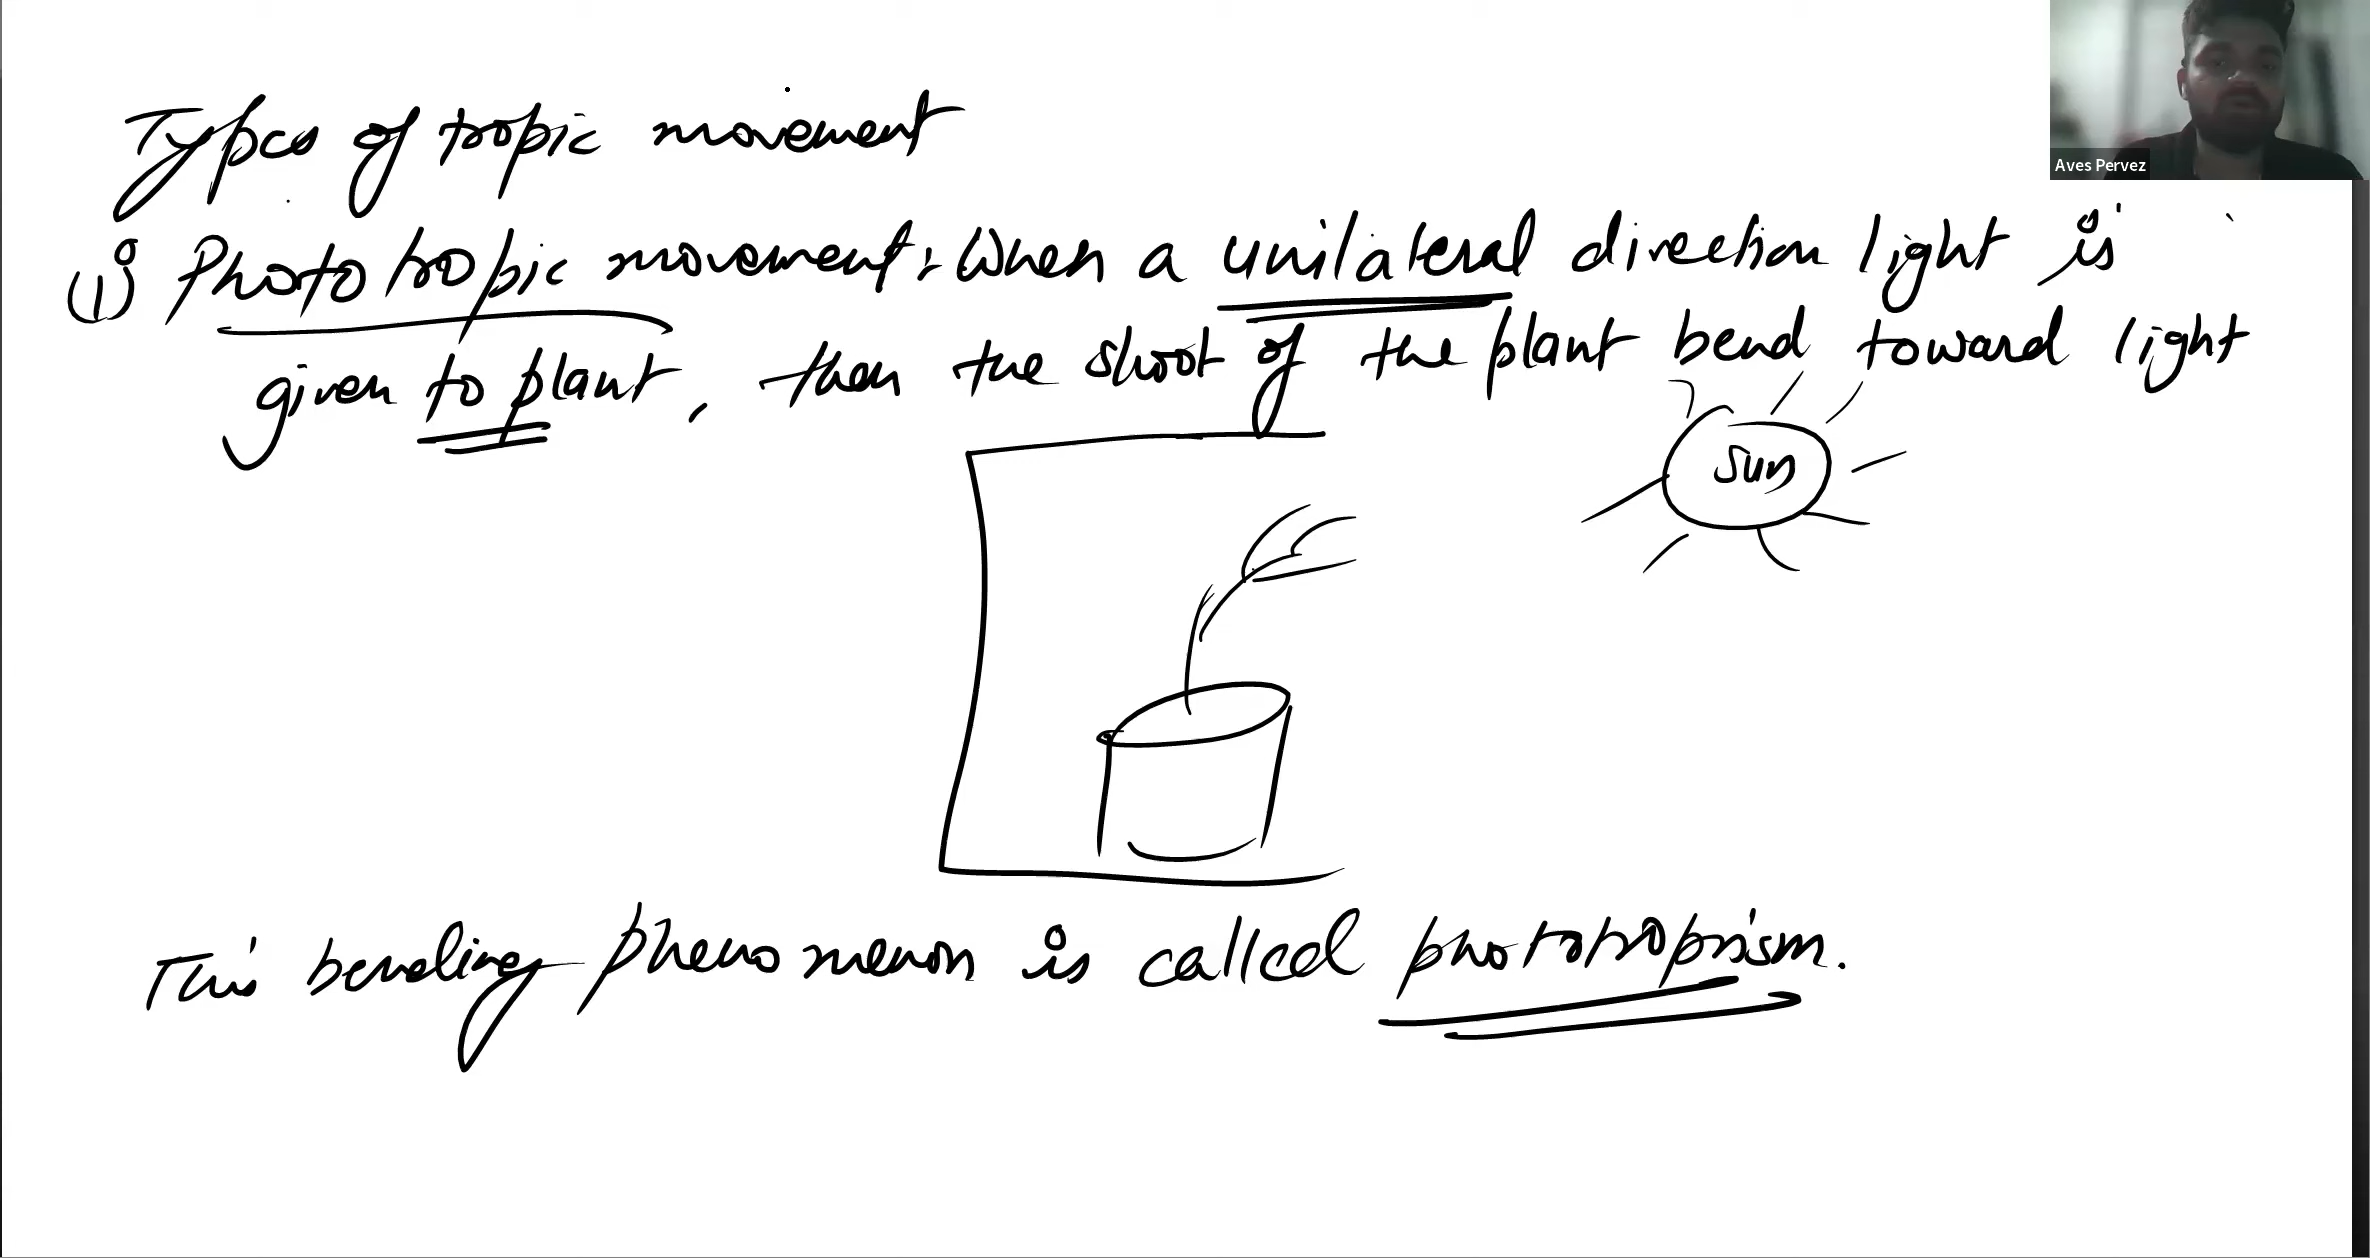 Types of tropic movement
Aves Pervez
(i) Phototropic movement:- When a unilateral direction light is
given to plant, then the shoot of the plant bend toward light
Sun
This bending phenomenon is called phototropism.